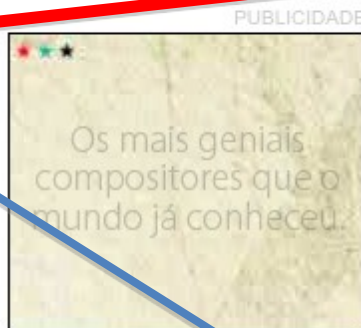 PUBLICIDADE
Os mais geniais
compositores que o
mundo já conheceu.